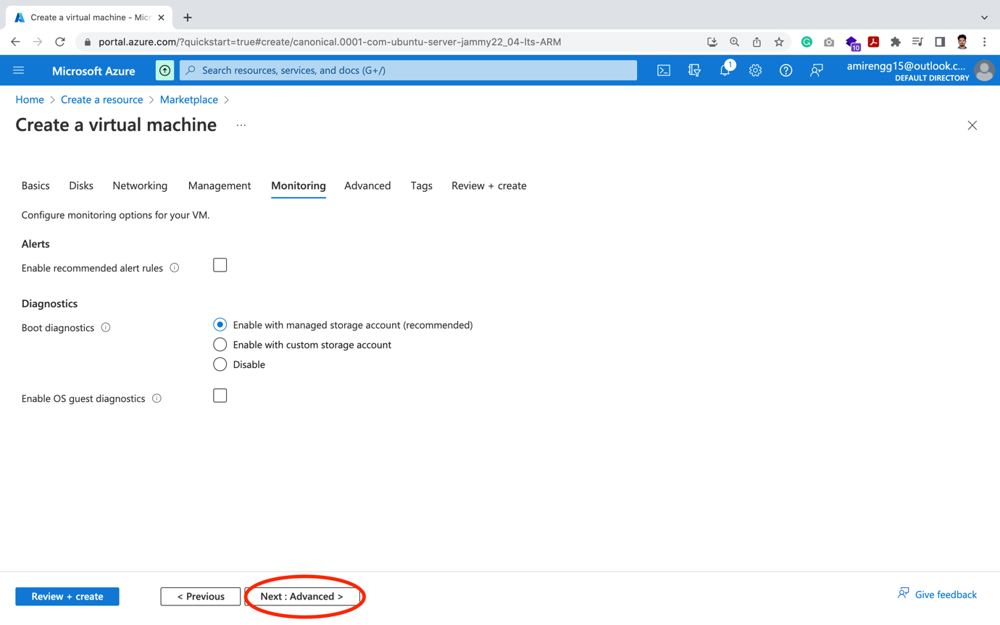 Create a virtual machine - Micr
portal.azure.com/?quickstart=true#create/canonical.0001-com-ubuntu-server-jammy22_04-lts-ARM
10
Microsoft Azure
Search resources, services, and docs (G+/)
1
amirengg15@outlook.c...
DEFAULT DIRECTORY
Home > Create a resource > Marketplace >
Create a virtual machine ...
Basics Disks Networking Management Monitoring Advanced Tags Review + create
Configure monitoring options for your VM.
Alerts
Enable recommended alert rules
Diagnostics
Boot diagnostics
Enable with managed storage account (recommended)
Enable with custom storage account
Disable
Enable OS guest diagnostics
Review + create
< Previous
Next : Advanced >
Give feedback